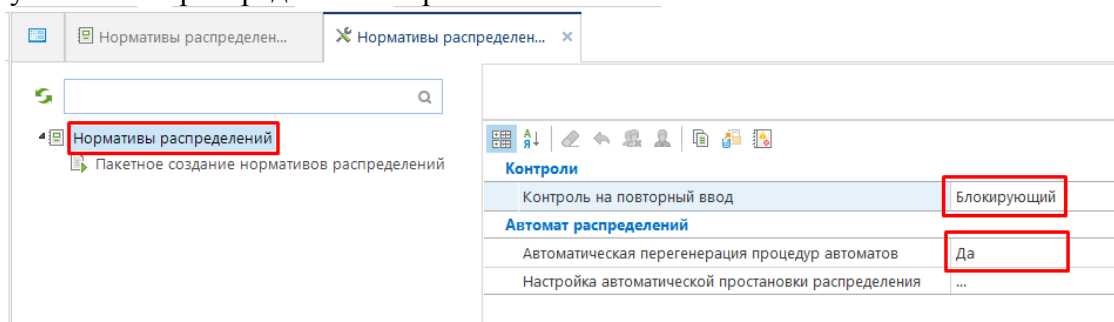 Нормативы распределен...
Нормативы распределен... ×
Нормативы распределений
Пакетное создание нормативов распределений
Контроли
Контроль на повторный ввод Блокирующий
Автомат распределений
Автоматическая перегенерация процедур автоматов Да
Настройка автоматической простановки распределения ...